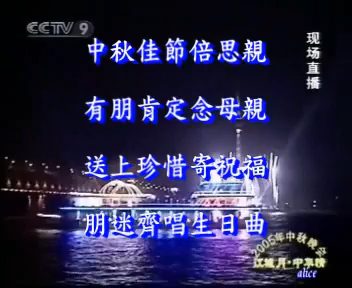 CCTV 9
现场直播
中秋佳節倍思親
有朋肯定念母親
送上珍惜寄祝福
朋迷齊唱生日曲
2005年中秋晚会
江城月·中华情
alice